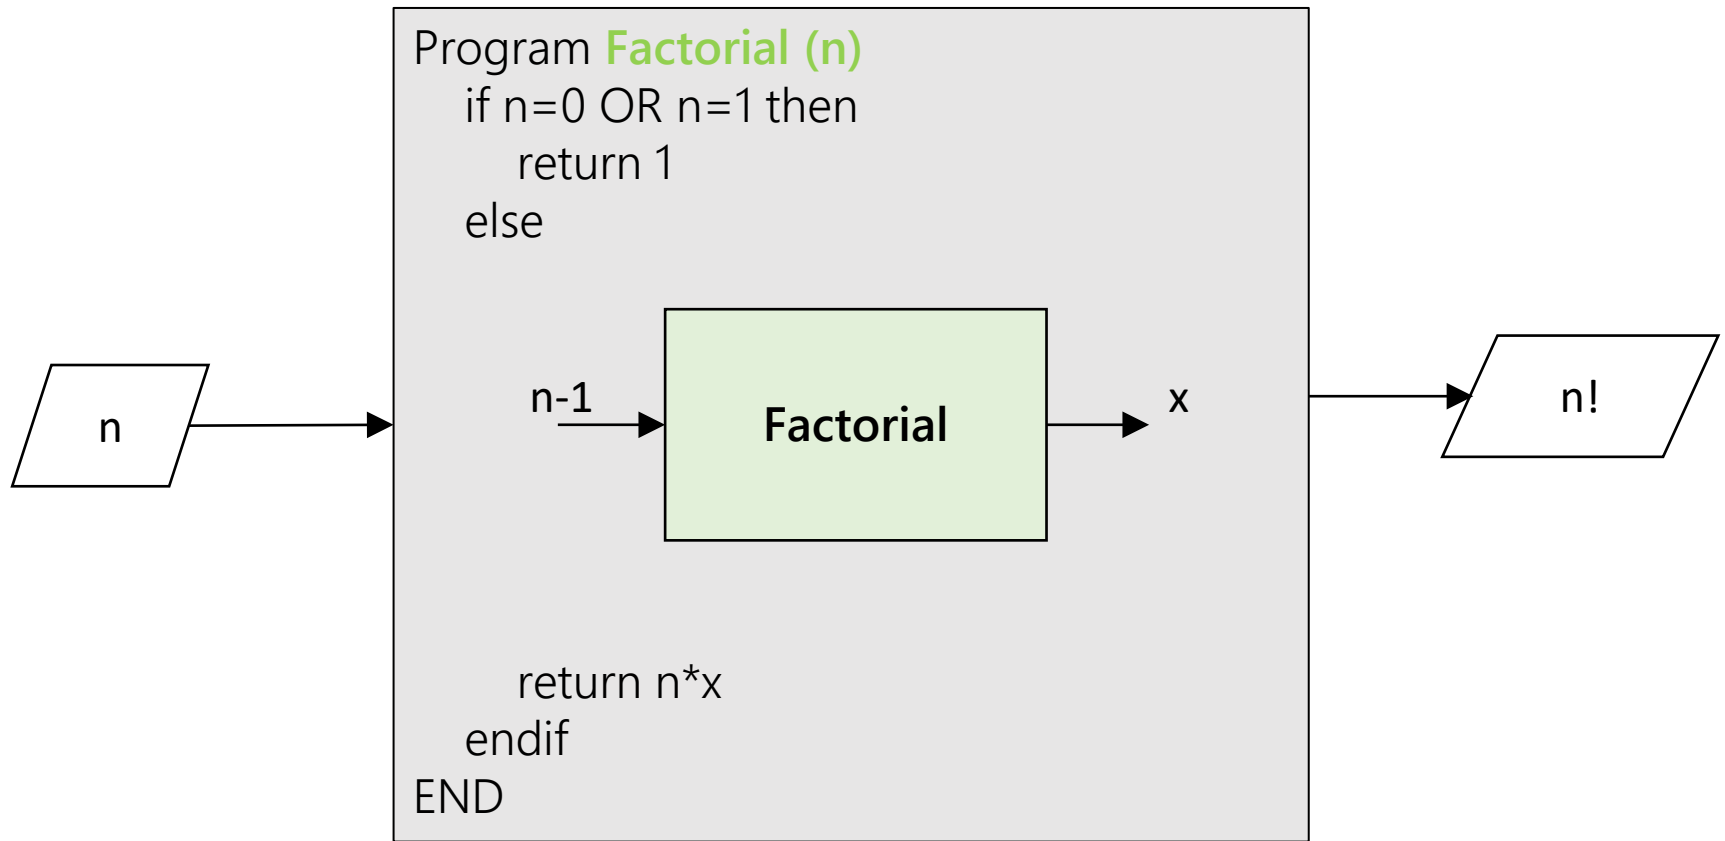 Program Factorial (n)
if n=0 OR n=1 then
return 1
else
n
n-1
Factorial
x
n!
return n*x
endif
END